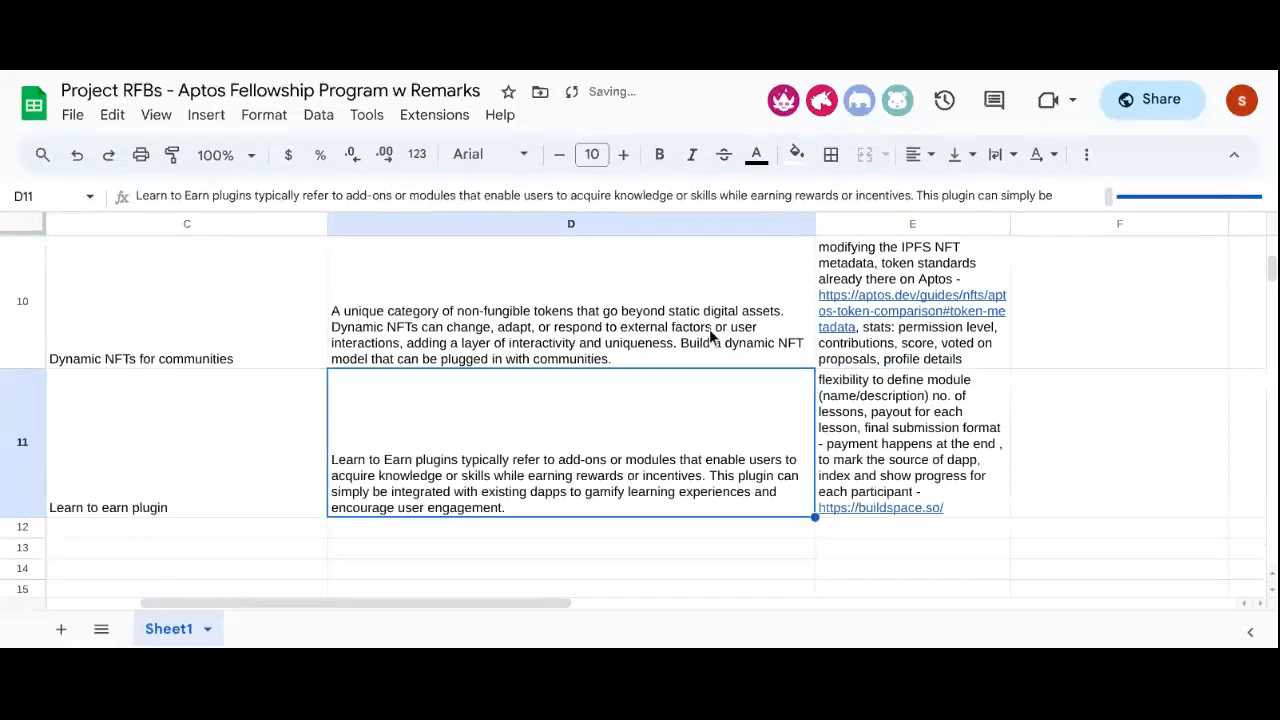 Project RFBs - Aptos Fellowship Program w Remarks
Saving...
File Edit View Insert Format Data Tools Extensions Help
Share
S
100% $ % .0 .00 123 Arial 10 B I A
D11
fx Learn to Earn plugins typically refer to add-ons or modules that enable users to acquire knowledge or skills while earning rewards or incentives. This plugin can simply be
C D E F
10
Dynamic NFTs for communities
A unique category of non-fungible tokens that go beyond static digital assets.
Dynamic NFTs can change, adapt, or respond to external factors or user
interactions, adding a layer of interactivity and uniqueness. Build a dynamic NFT
model that can be plugged in with communities.
modifying the IPFS NFT
metadata, token standards
already there on Aptos -
https://aptos.dev/guides/nfts/apt
os-token-comparison#token-me
tadata, stats: permission level,
contributions, score, voted on
proposals, profile details
11
Learn to earn plugin
Learn to Earn plugins typically refer to add-ons or modules that enable users to
acquire knowledge or skills while earning rewards or incentives. This plugin can
simply be integrated with existing dapps to gamify learning experiences and
encourage user engagement.
flexibility to define module
(name/description) no. of
lessons, payout for each
lesson, final submission format
- payment happens at the end ,
to mark the source of dapp,
index and show progress for
each participant -
https://buildspace.so/
12
13
14
15
Sheet1